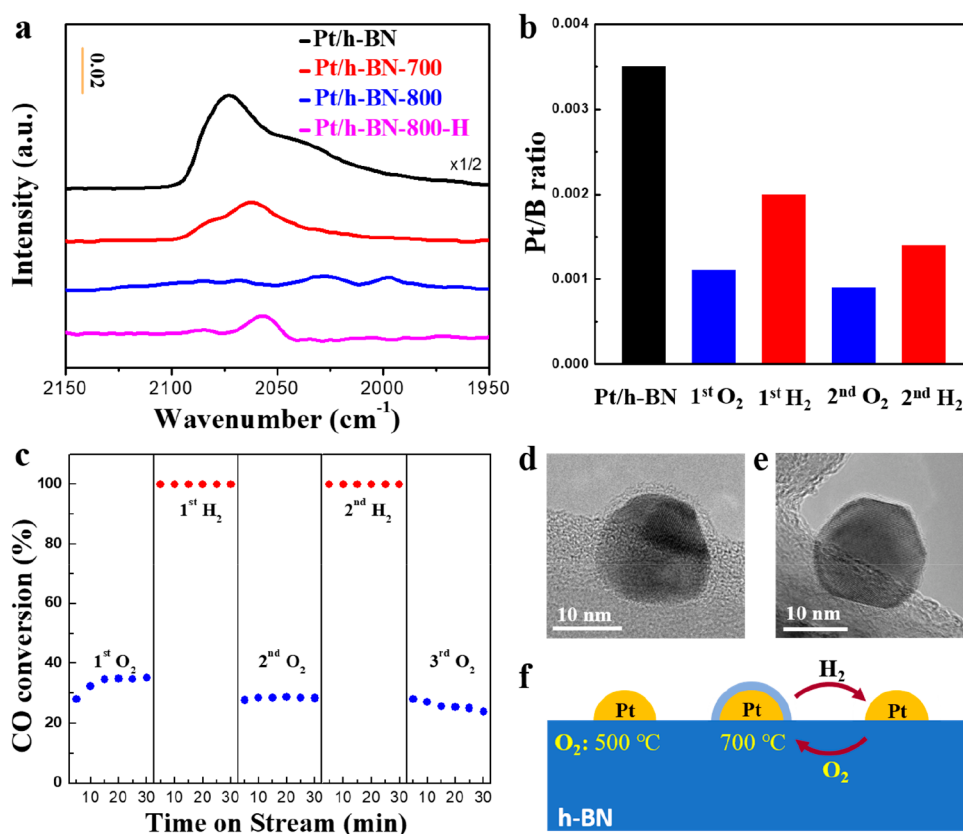 a
0.02
Pt/h-BN
Pt/h-BN-700
Pt/h-BN-800
Pt/h-BN-800-H
x1/2
Intensity (a.u.)
2150 2100 2050 2000 1950
Wavenumber (cm⁻¹)
b
0.004
0.003
0.002
0.001
0.000
Pt/B ratio
Pt/h-BN 1ˢᵗ O₂ 1ˢᵗ H₂ 2ⁿᵈ O₂ 2ⁿᵈ H₂
c
100
80
60
40
20
0
CO conversion (%)
1ˢᵗ O₂
1ˢᵗ H₂
2ⁿᵈ O₂
2ⁿᵈ H₂
3ʳᵈ O₂
10 20 30 10 20 30 10 20 30 10 20 30 10 20 30
Time on Stream (min)
d
10 nm
e
10 nm
f
H₂
Pt Pt Pt
O₂: 500 °C 700 °C
O₂
h-BN